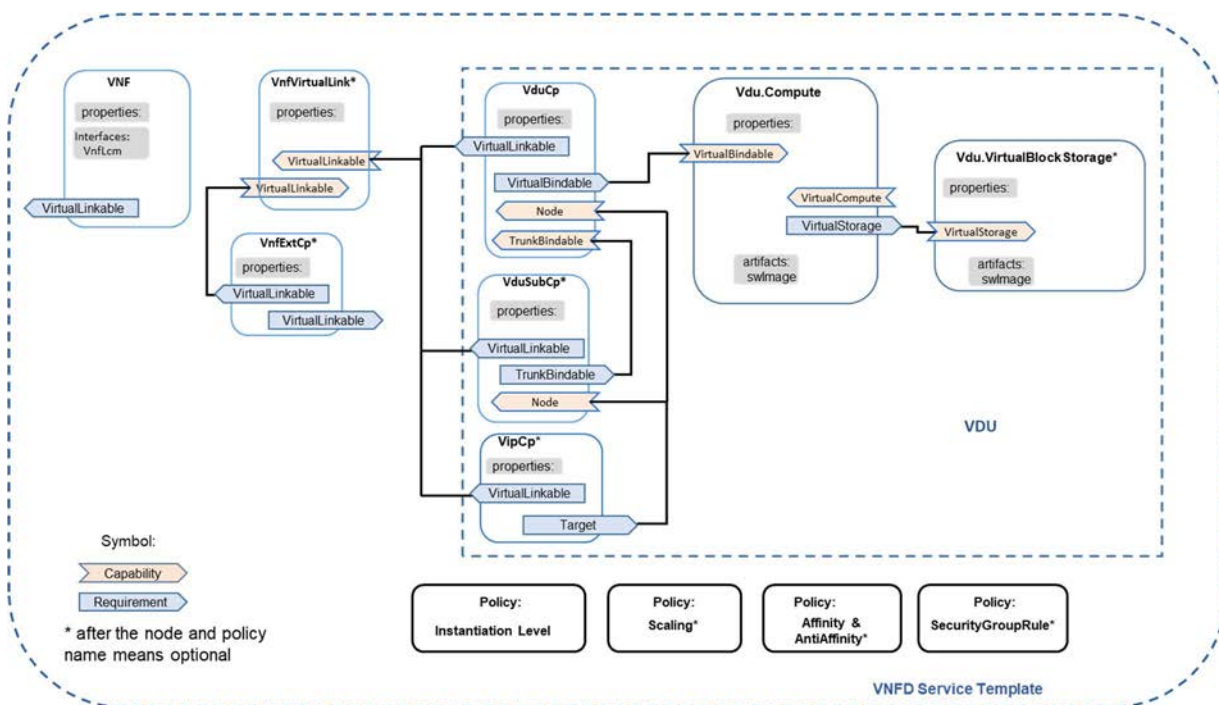 VNF
properties:
Interfaces:
VnfLcm
VirtualLinkable
VnfVirtualLink*
properties:
VirtualLinkable
VirtualLinkable
VnfExtCp*
properties:
VirtualLinkable
VirtualLinkable
VduCp
properties:
VirtualLinkable
VirtualBindable
Node
TrunkBindable
VduSubCp*
properties:
VirtualLinkable
TrunkBindable
Node
VipCp*
properties:
VirtualLinkable
Target
Vdu.Compute
properties:
VirtualBindable
VirtualCompute
VirtualStorage
artifacts:
swImage
Vdu.VirtualBlockStorage*
properties:
VirtualStorage
artifacts:
swImage
VDU
Symbol:
Capability
Requirement
* after the node and policy
name means optional
Policy:
Instantiation Level
Policy:
Scaling*
Policy:
Affinity &
AntiAffinity*
Policy:
SecurityGroupRule*
VNFD Service Template